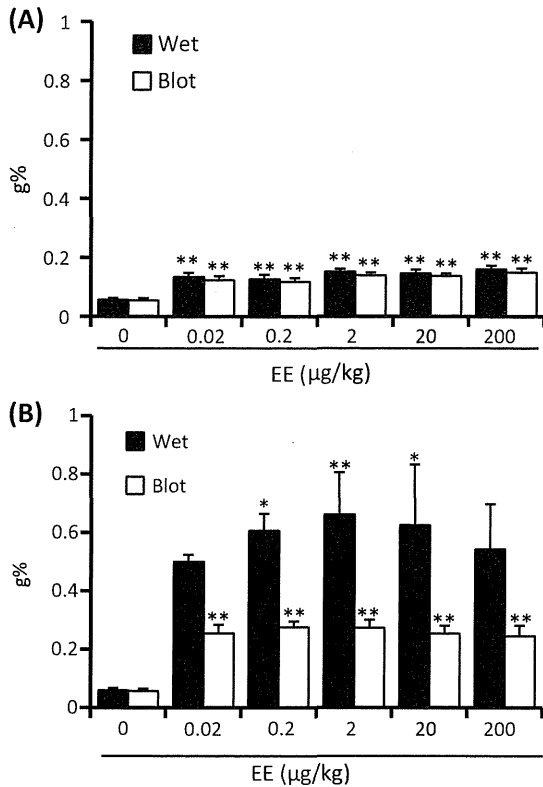 (A)
1
Wet
0.8
Blot
0.6
g%
0.4
0.2
** ** ** ** ** ** ** ** ** **
0
0 0.02 0.2 2 20 200
EE (µg/kg)
(B)
1
Wet
0.8
Blot
** *
*
0.6
g%
0.4
** ** ** ** **
0.2
0
0 0.02 0.2 2 20 200
EE (µg/kg)